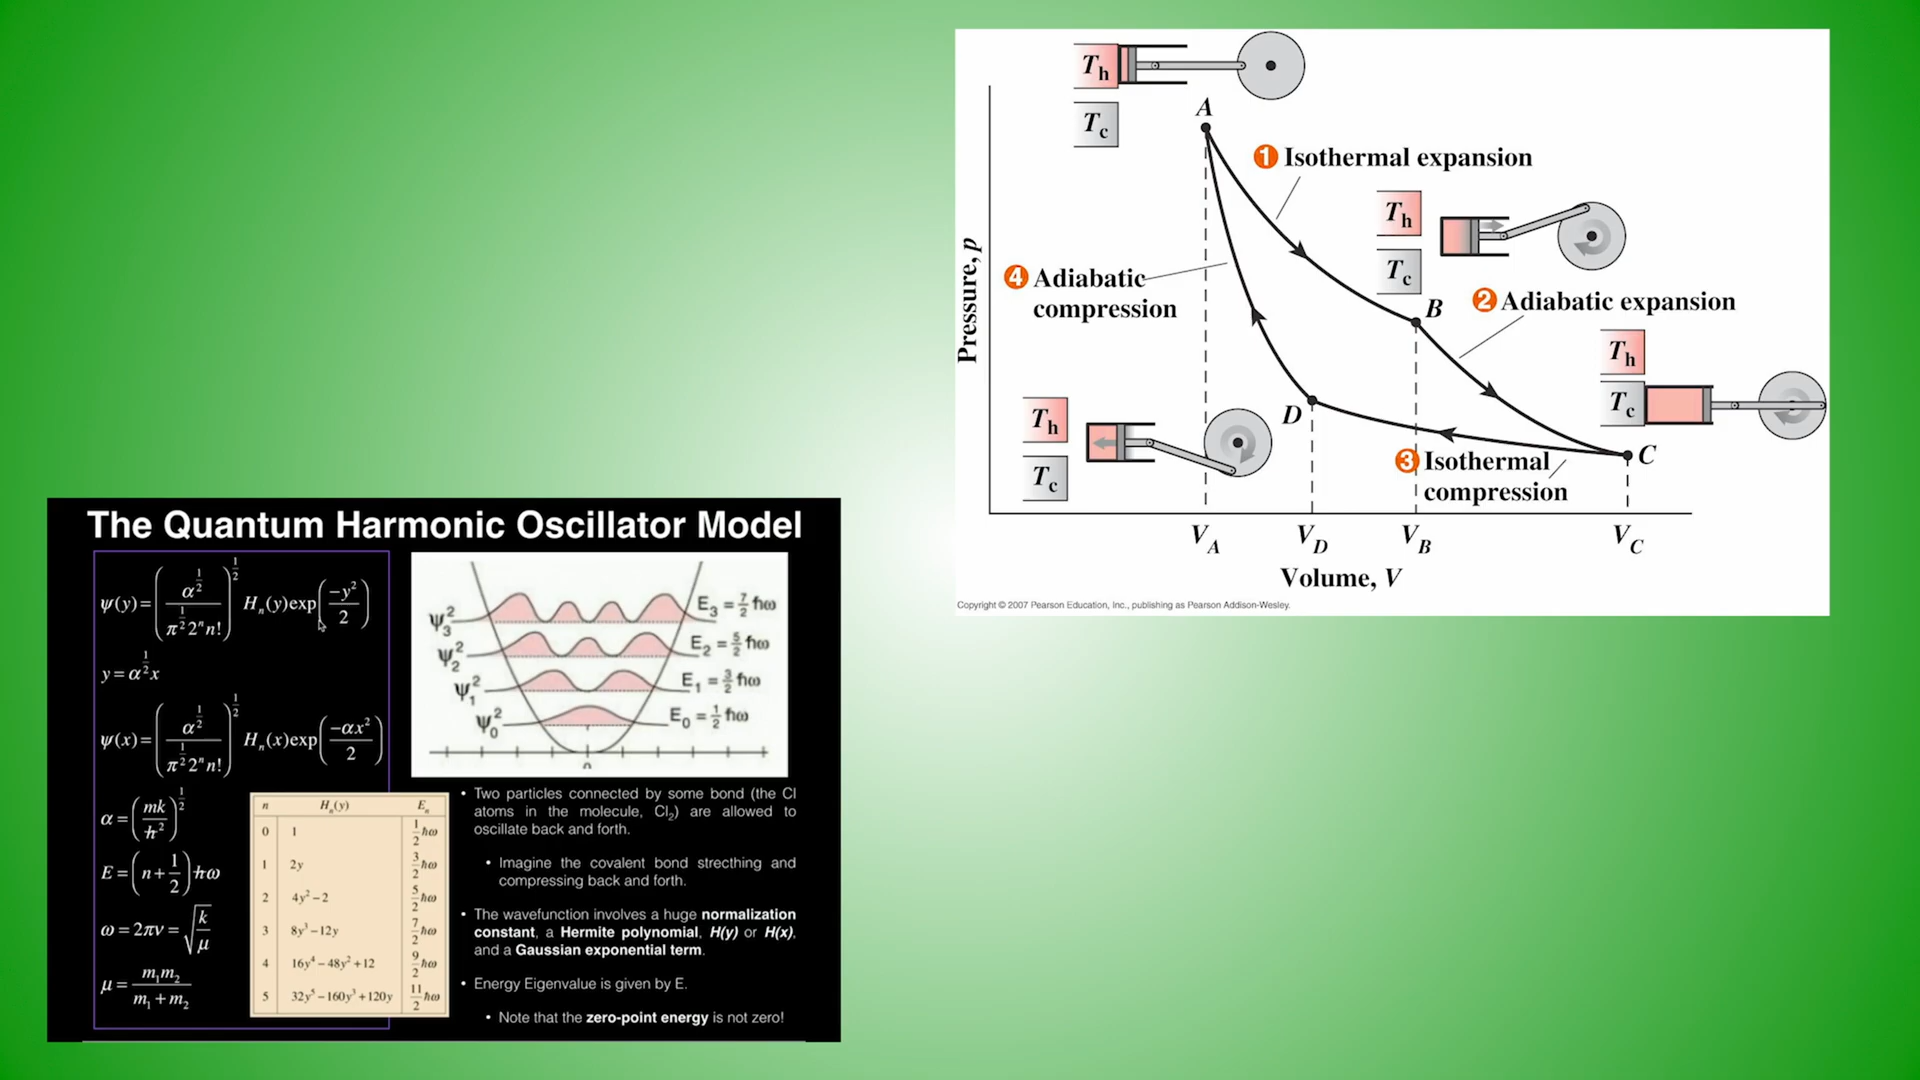 T_h
T_c
A
① Isothermal expansion
T_h
T_c
④ Adiabatic
compression
B
② Adiabatic expansion
T_h
T_c
Pressure, p
T_h
T_c
D
③ Isothermal
compression
C
V_A V_D V_B V_C
Volume, V
Copyright © 2007 Pearson Education, Inc., publishing as Pearson Addison-Wesley.
The Quantum Harmonic Oscillator Model
ψ(y)=(α^{1/2}/(π^{1/2}2^n n!))^{1/2} H_n(y)exp(−y²/2)
y=α^{1/2}x
ψ(x)=(α^{1/2}/(π^{1/2}2^n n!))^{1/2} H_n(x)exp(−αx²/2)
α=(mk/ħ²)^{1/2}
E=(n+1/2)ħω
ω=2πν=√(k/μ)
μ=m₁m₂/(m₁+m₂)
n H_n(y) E_n
0 1 1/2 ħω
1 2y 3/2 ħω
2 4y²−2 5/2 ħω
3 8y³−12y 7/2 ħω
4 16y⁴−48y²+12 9/2 ħω
5 32y⁵−160y³+120y 11/2 ħω
ψ₃² E₃ = 7/2 ħω
ψ₂² E₂ = 5/2 ħω
ψ₁² E₁ = 3/2 ħω
ψ₀² E₀ = 1/2 ħω
0
• Two particles connected by some bond (the Cl
atoms in the molecule, Cl₂) are allowed to
oscillate back and forth.
• Imagine the covalent bond strecthing and
compressing back and forth.
• The wavefunction involves a huge normalization
constant, a Hermite polynomial, H(y) or H(x),
and a Gaussian exponential term.
• Energy Eigenvalue is given by E.
• Note that the zero-point energy is not zero!